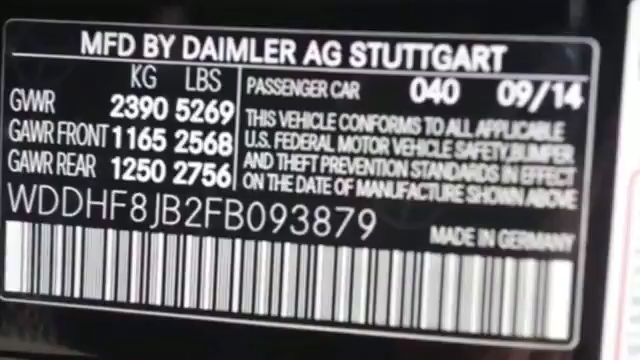 MFD BY DAIMLER AG STUTTGART
KG LBS
GVWR 2390 5269
GAWR FRONT 1165 2568
GAWR REAR 1250 2756
PASSENGER CAR 040 09/14
THIS VEHICLE CONFORMS TO ALL APPLICABLE
U.S. FEDERAL MOTOR VEHICLE SAFETY, BUMPER
AND THEFT PREVENTION STANDARDS IN EFFECT
ON THE DATE OF MANUFACTURE SHOWN ABOVE
WDDHF8JB2FB093879
MADE IN GERMANY